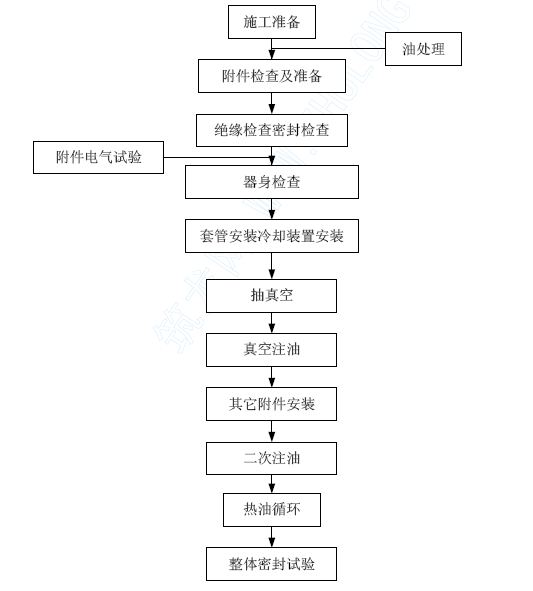 施工准备
油处理
附件检查及准备
绝缘检查密封检查
附件电气试验
器身检查
套管安装冷却装置安装
抽真空
真空注油
其它附件安装
二次注油
热油循环
整体密封试验